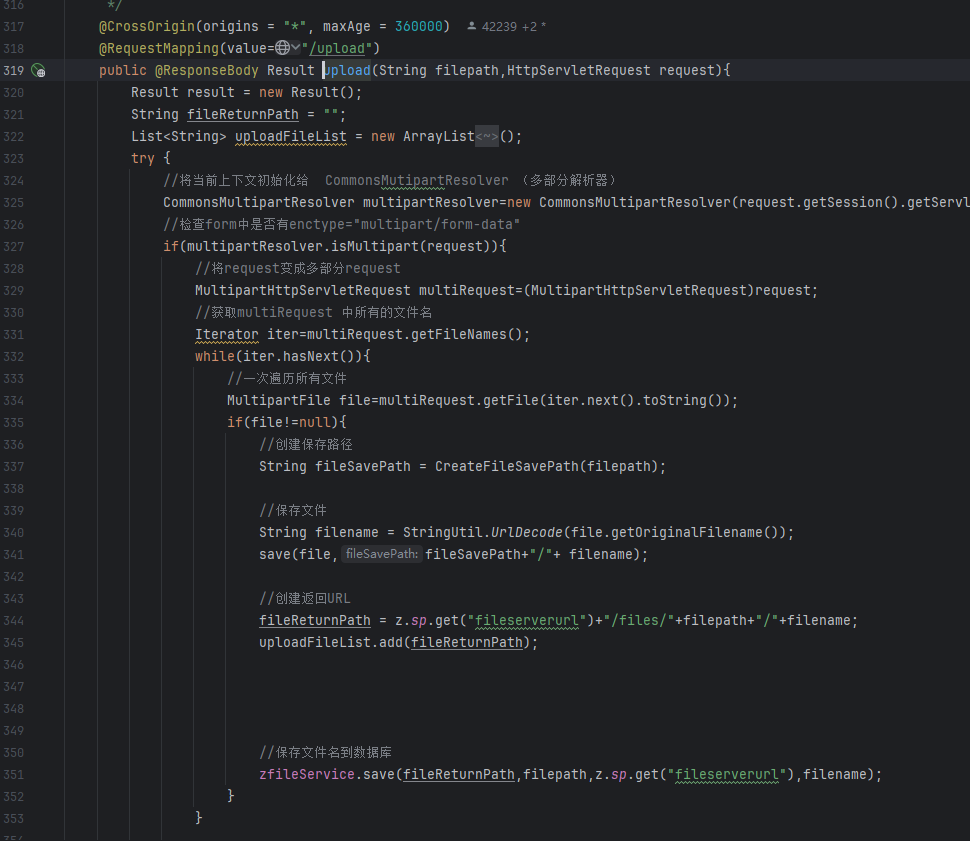 316 */
317 @CrossOrigin(origins = "*", maxAge = 360000) 42239 +2 *
318 @RequestMapping(value="/upload")
319 public @ResponseBody Result upload(String filepath,HttpServletRequest request){
320 Result result = new Result();
321 String fileReturnPath = "";
322 List<String> uploadFileList = new ArrayList<~>();
323 try {
324 //将当前上下文初始化给  CommonsMutipartResolver （多部分解析器）
325 CommonsMultipartResolver multipartResolver=new CommonsMultipartResolver(request.getSession().getServl
326 //检查form中是否有enctype="multipart/form-data"
327 if(multipartResolver.isMultipart(request)){
328 //将request变成多部分request
329 MultipartHttpServletRequest multiRequest=(MultipartHttpServletRequest)request;
330 //获取multiRequest 中所有的文件名
331 Iterator iter=multiRequest.getFileNames();
332 while(iter.hasNext()){
333 //一次遍历所有文件
334 MultipartFile file=multiRequest.getFile(iter.next().toString());
335 if(file!=null){
336 //创建保存路径
337 String fileSavePath = CreateFileSavePath(filepath);
338
339 //保存文件
340 String filename = StringUtil.UrlDecode(file.getOriginalFilename());
341 save(file, fileSavePath: fileSavePath+"/"+ filename);
342
343 //创建返回URL
344 fileReturnPath = z.sp.get("fileserverurl")+"/files/"+filepath+"/"+filename;
345 uploadFileList.add(fileReturnPath);
346
347
348
349
350 //保存文件名到数据库
351 zfileService.save(fileReturnPath,filepath,z.sp.get("fileserverurl"),filename);
352 }
353 }
354